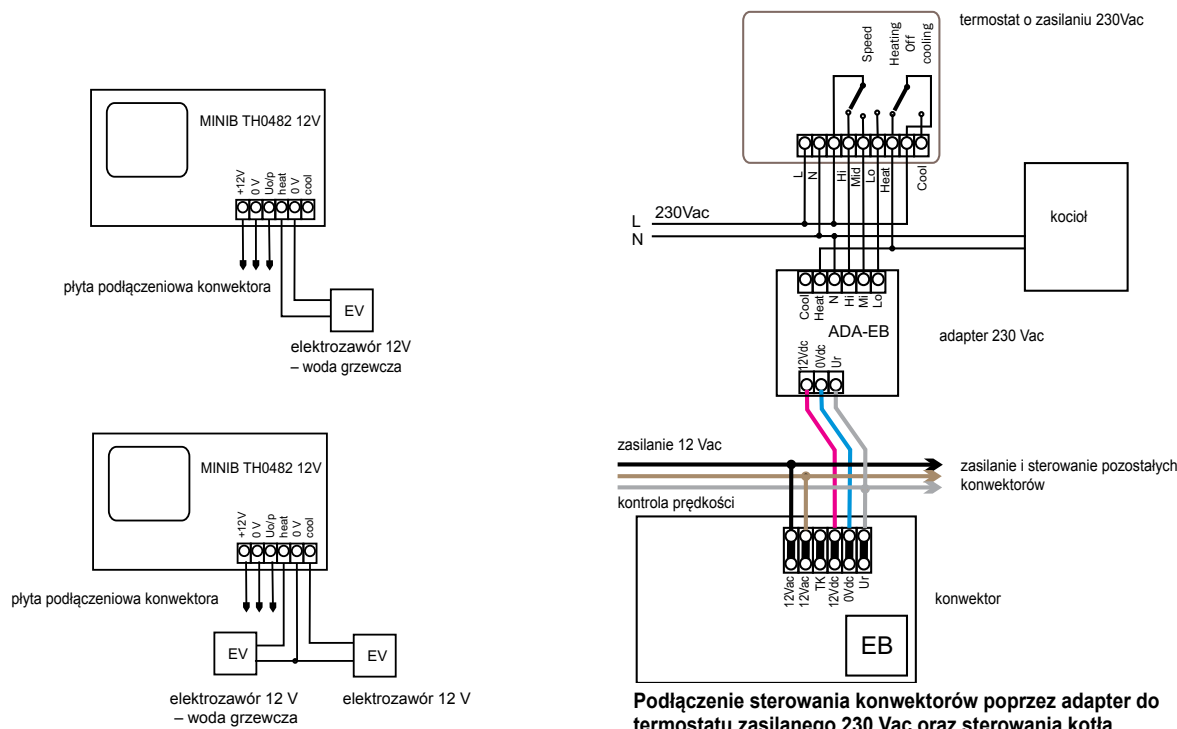 MINIB TH0482 12V
+12V
0 V
Uo/p
heat
0 V
cool
płyta podłączeniowa konwektora
EV
elektrozawór 12V
– woda grzewcza
MINIB TH0482 12V
+12V
0 V
Uo/p
heat
0 V
cool
płyta podłączeniowa konwektora
EV
EV
elektrozawór 12 V
– woda grzewcza
elektrozawór 12 V
termostat o zasilaniu 230Vac
Speed
Heating
Off
cooling
L
N
Hi
Mid
Lo
Heat
Cool
L
230Vac
N
kocioł
Cool
Heat
N
Hi
Mi
Lo
ADA-EB
adapter 230 Vac
12Vdc
0Vdc
Ur
zasilanie 12 Vac
zasilanie i sterowanie pozostałych
konwektorów
kontrola prędkości
12Vac
12Vac
TK
12Vdc
0Vdc
Ur
konwektor
EB
Podłączenie sterowania konwektorów poprzez adapter do
termostatu zasilanego 230 Vac oraz sterowania kotła